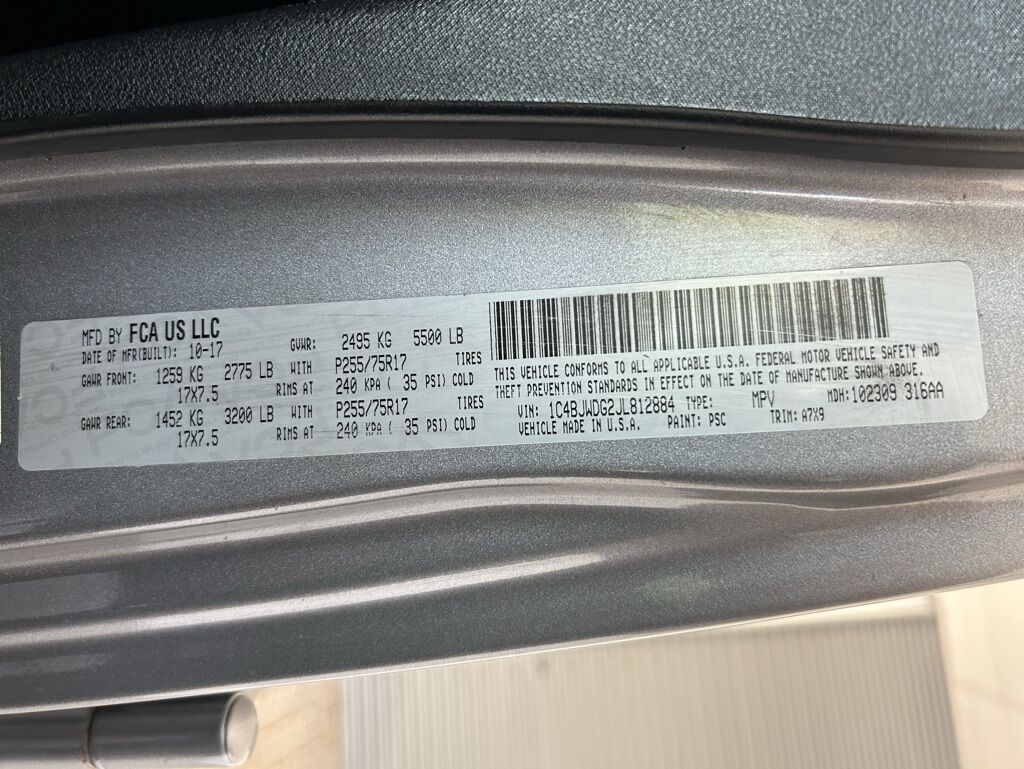 MFD BY FCA US LLC
DATE OF MFR(BUILT): 10-17 GVWR: 2495 KG 5500 LB
GAWR FRONT: 1259 KG 2775 LB WITH P255/75R17 TIRES
17X7.5 RIMS AT 240 KPA ( 35 PSI) COLD
GAWR REAR: 1452 KG 3200 LB WITH P255/75R17 TIRES
17X7.5 RIMS AT 240 KPA ( 35 PSI) COLD
THIS VEHICLE CONFORMS TO ALL APPLICABLE U.S.A. FEDERAL MOTOR VEHICLE SAFETY AND
THEFT PREVENTION STANDARDS IN EFFECT ON THE DATE OF MANUFACTURE SHOWN ABOVE.
VIN: 1C4BJWDG2JL812884 TYPE: MPV MDH: 102309 316AA
VEHICLE MADE IN U.S.A. PAINT: PSC TRIM: A7X9